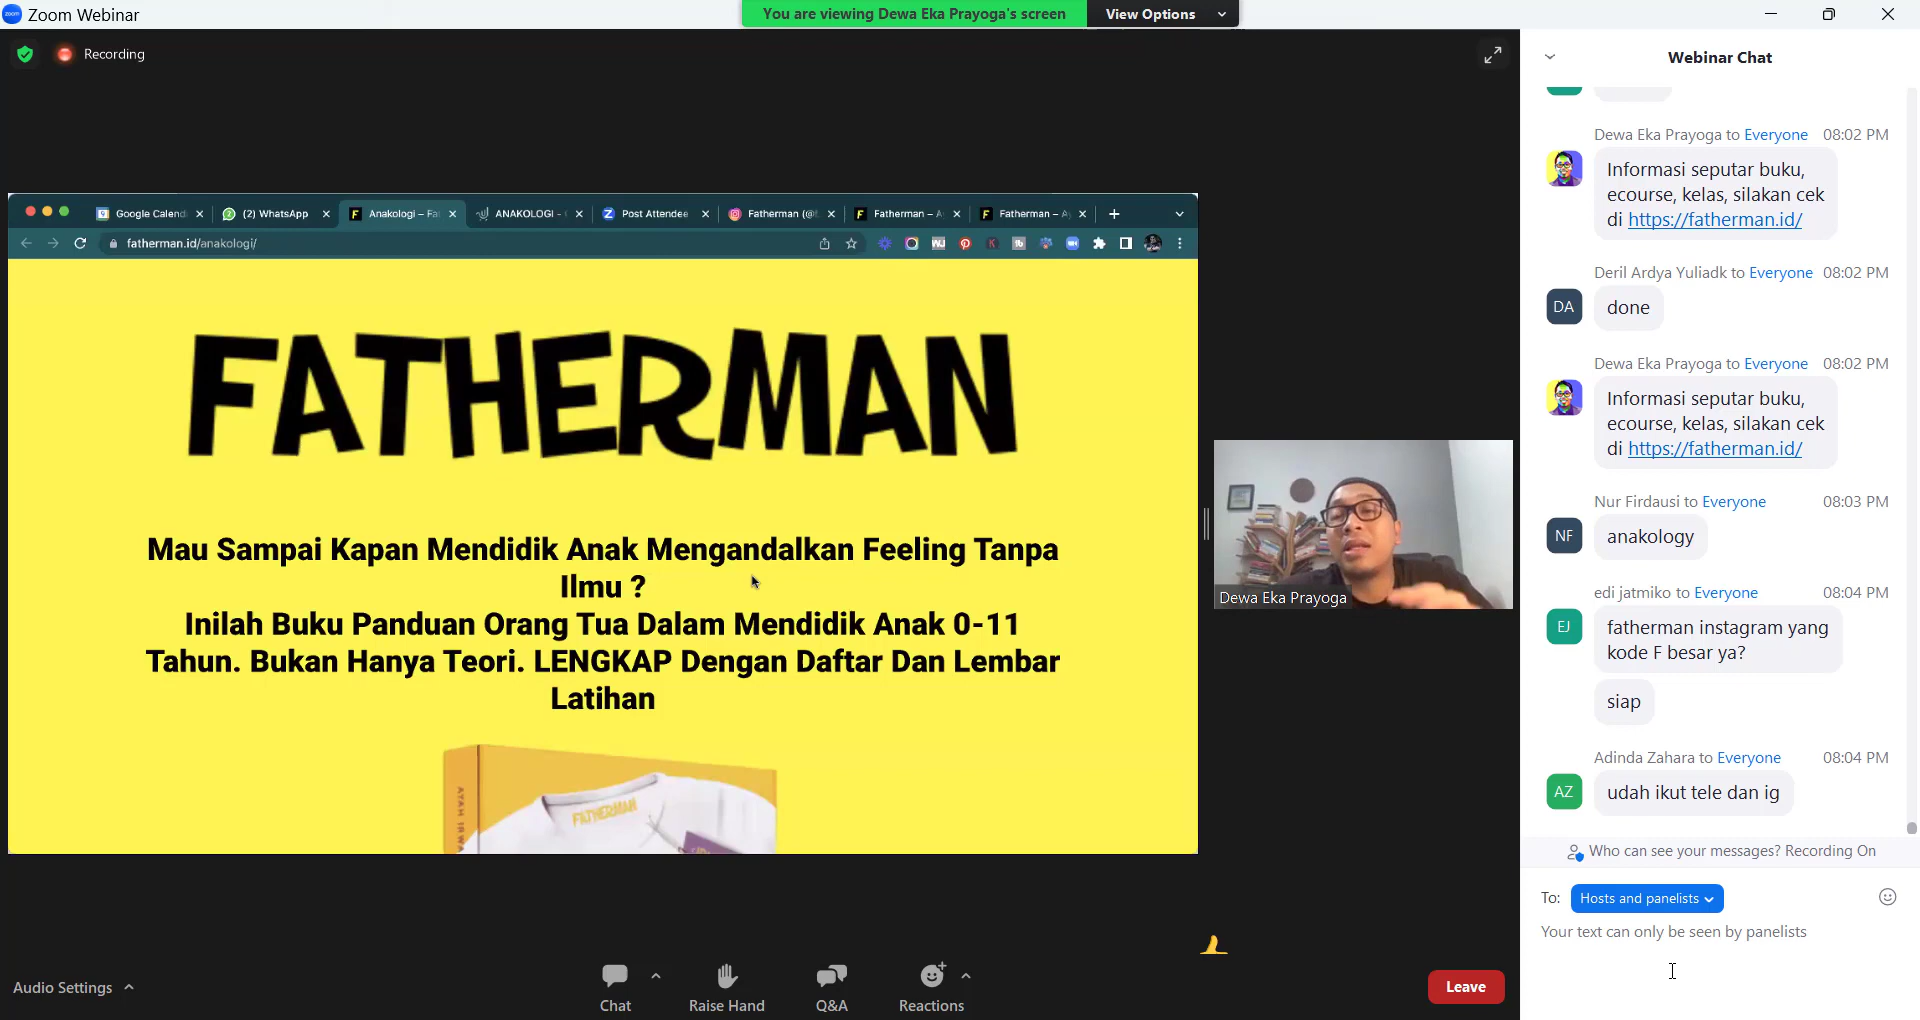 Zoom Webinar
You are viewing Dewa Eka Prayoga's screen
View Options
Recording
Google Calend
(2) WhatsApp
Anakologi – Fa
ANAKOLOGI -
Post Attendee
Fatherman (@
Fatherman – A
Fatherman – A
fatherman.id/anakologi/
FATHERMAN
Mau Sampai Kapan Mendidik Anak Mengandalkan Feeling Tanpa
Ilmu ?
Inilah Buku Panduan Orang Tua Dalam Mendidik Anak 0-11
Tahun. Bukan Hanya Teori. LENGKAP Dengan Daftar Dan Lembar
Latihan
AYAH IRWA
FATHERMAN
Dewa Eka Prayoga
Webinar Chat
Dewa Eka Prayoga to Everyone 08:02 PM
Informasi seputar buku,
ecourse, kelas, silakan cek
di https://fatherman.id/
Deril Ardya Yuliadk to Everyone 08:02 PM
DA
done
Dewa Eka Prayoga to Everyone 08:02 PM
Informasi seputar buku,
ecourse, kelas, silakan cek
di https://fatherman.id/
Nur Firdausi to Everyone 08:03 PM
NF
anakology
edi jatmiko to Everyone 08:04 PM
EJ
fatherman instagram yang
kode F besar ya?
siap
Adinda Zahara to Everyone 08:04 PM
AZ
udah ikut tele dan ig
Who can see your messages? Recording On
To: Hosts and panelists
Your text can only be seen by panelists
Audio Settings
Chat
Raise Hand
Q&A
Reactions
Leave